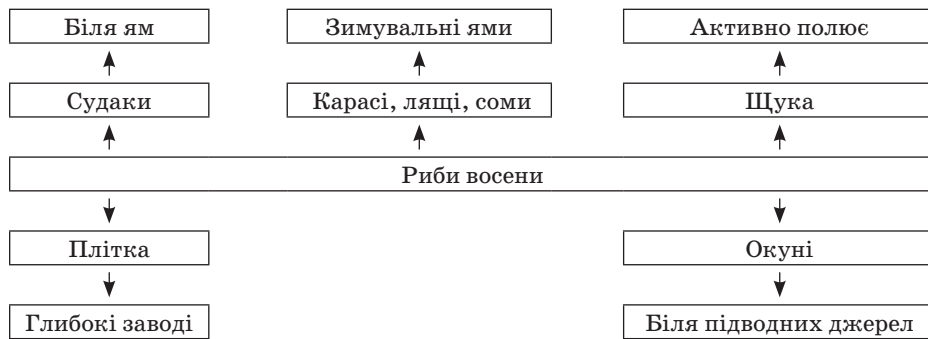 Біля ям
Зимувальні ями
Активно полює
Судаки
Карасі, лящі, соми
Щука
Риби восени
Плітка
Окуні
Глибокі заводі
Біля підводних джерел